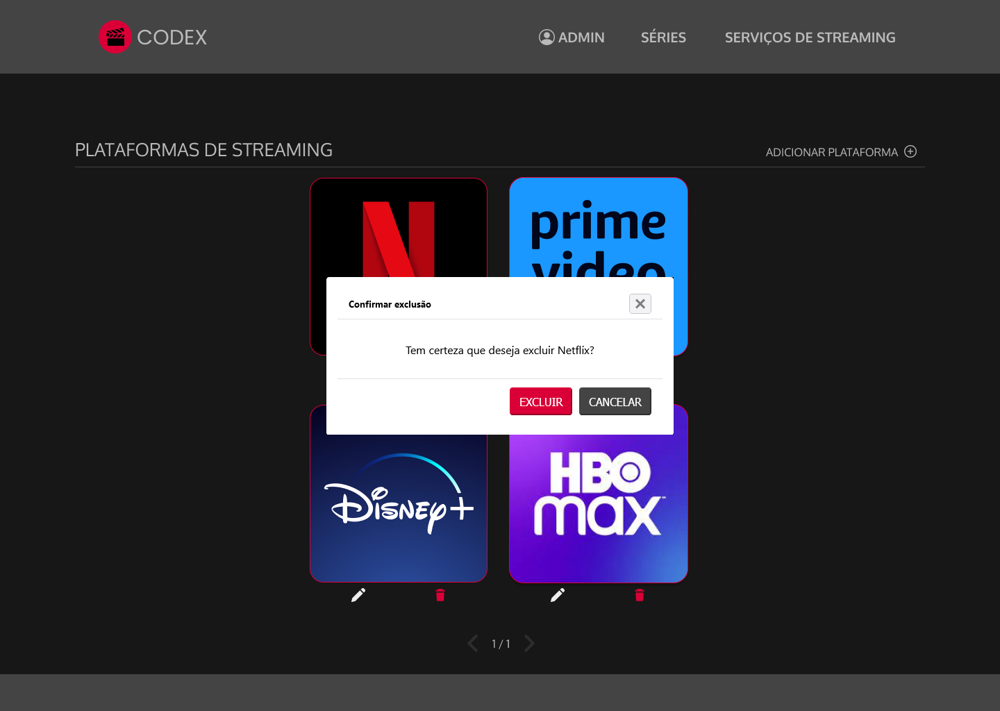 CODEX
ADMIN
SÉRIES
SERVIÇOS DE STREAMING
PLATAFORMAS DE STREAMING
ADICIONAR PLATAFORMA
N
prime
video
Confirmar exclusão
Tem certeza que deseja excluir Netflix?
EXCLUIR
CANCELAR
Disney+
HBO
max™
1 / 1